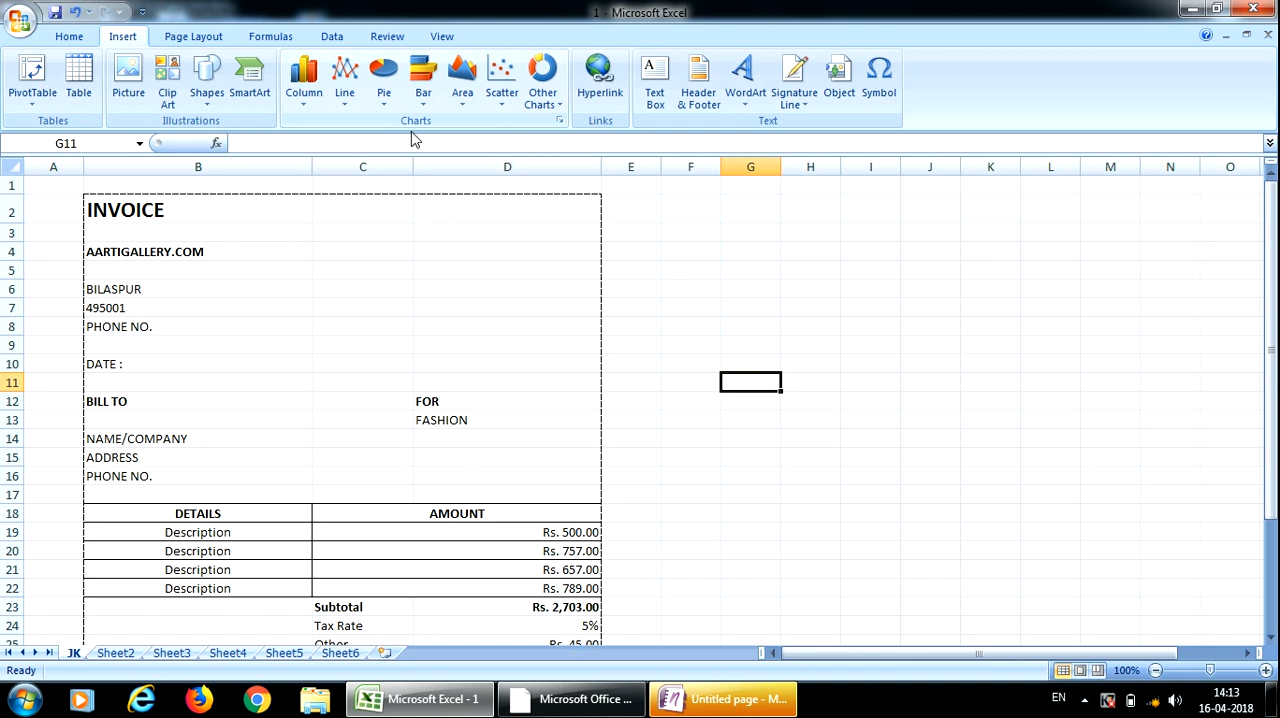 1 - Microsoft Excel
Home Insert Page Layout Formulas Data Review View
PivotTable Table Picture Clip Art Shapes SmartArt Column Line Pie Bar Area Scatter Other Charts Hyperlink Text Box Header & Footer WordArt Signature Line Object Symbol
Tables Illustrations Charts Links Text
G11 fx
A B C D E F G H I J K L M N O
1
2 INVOICE
3
4 AARTIGALLERY.COM
5
6 BILASPUR
7 495001
8 PHONE NO.
9
10 DATE :
11
12 BILL TO FOR
13 FASHION
14 NAME/COMPANY
15 ADDRESS
16 PHONE NO.
17
18 DETAILS AMOUNT
19 Description Rs. 500.00
20 Description Rs. 757.00
21 Description Rs. 657.00
22 Description Rs. 789.00
23 Subtotal Rs. 2,703.00
24 Tax Rate 5%
25 Other Rs. 45.00
JK Sheet2 Sheet3 Sheet4 Sheet5 Sheet6
Ready 100%
Microsoft Excel - 1 Microsoft Office ... Untitled page - M... EN 14:13
16-04-2018